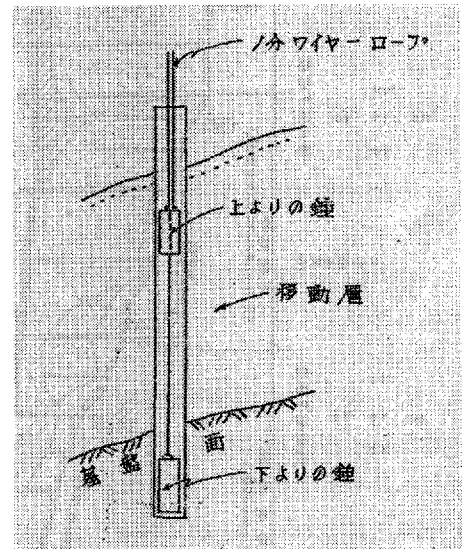 1分ワイヤーロープ
上よりの錘
移動層
基盤面
下よりの錘